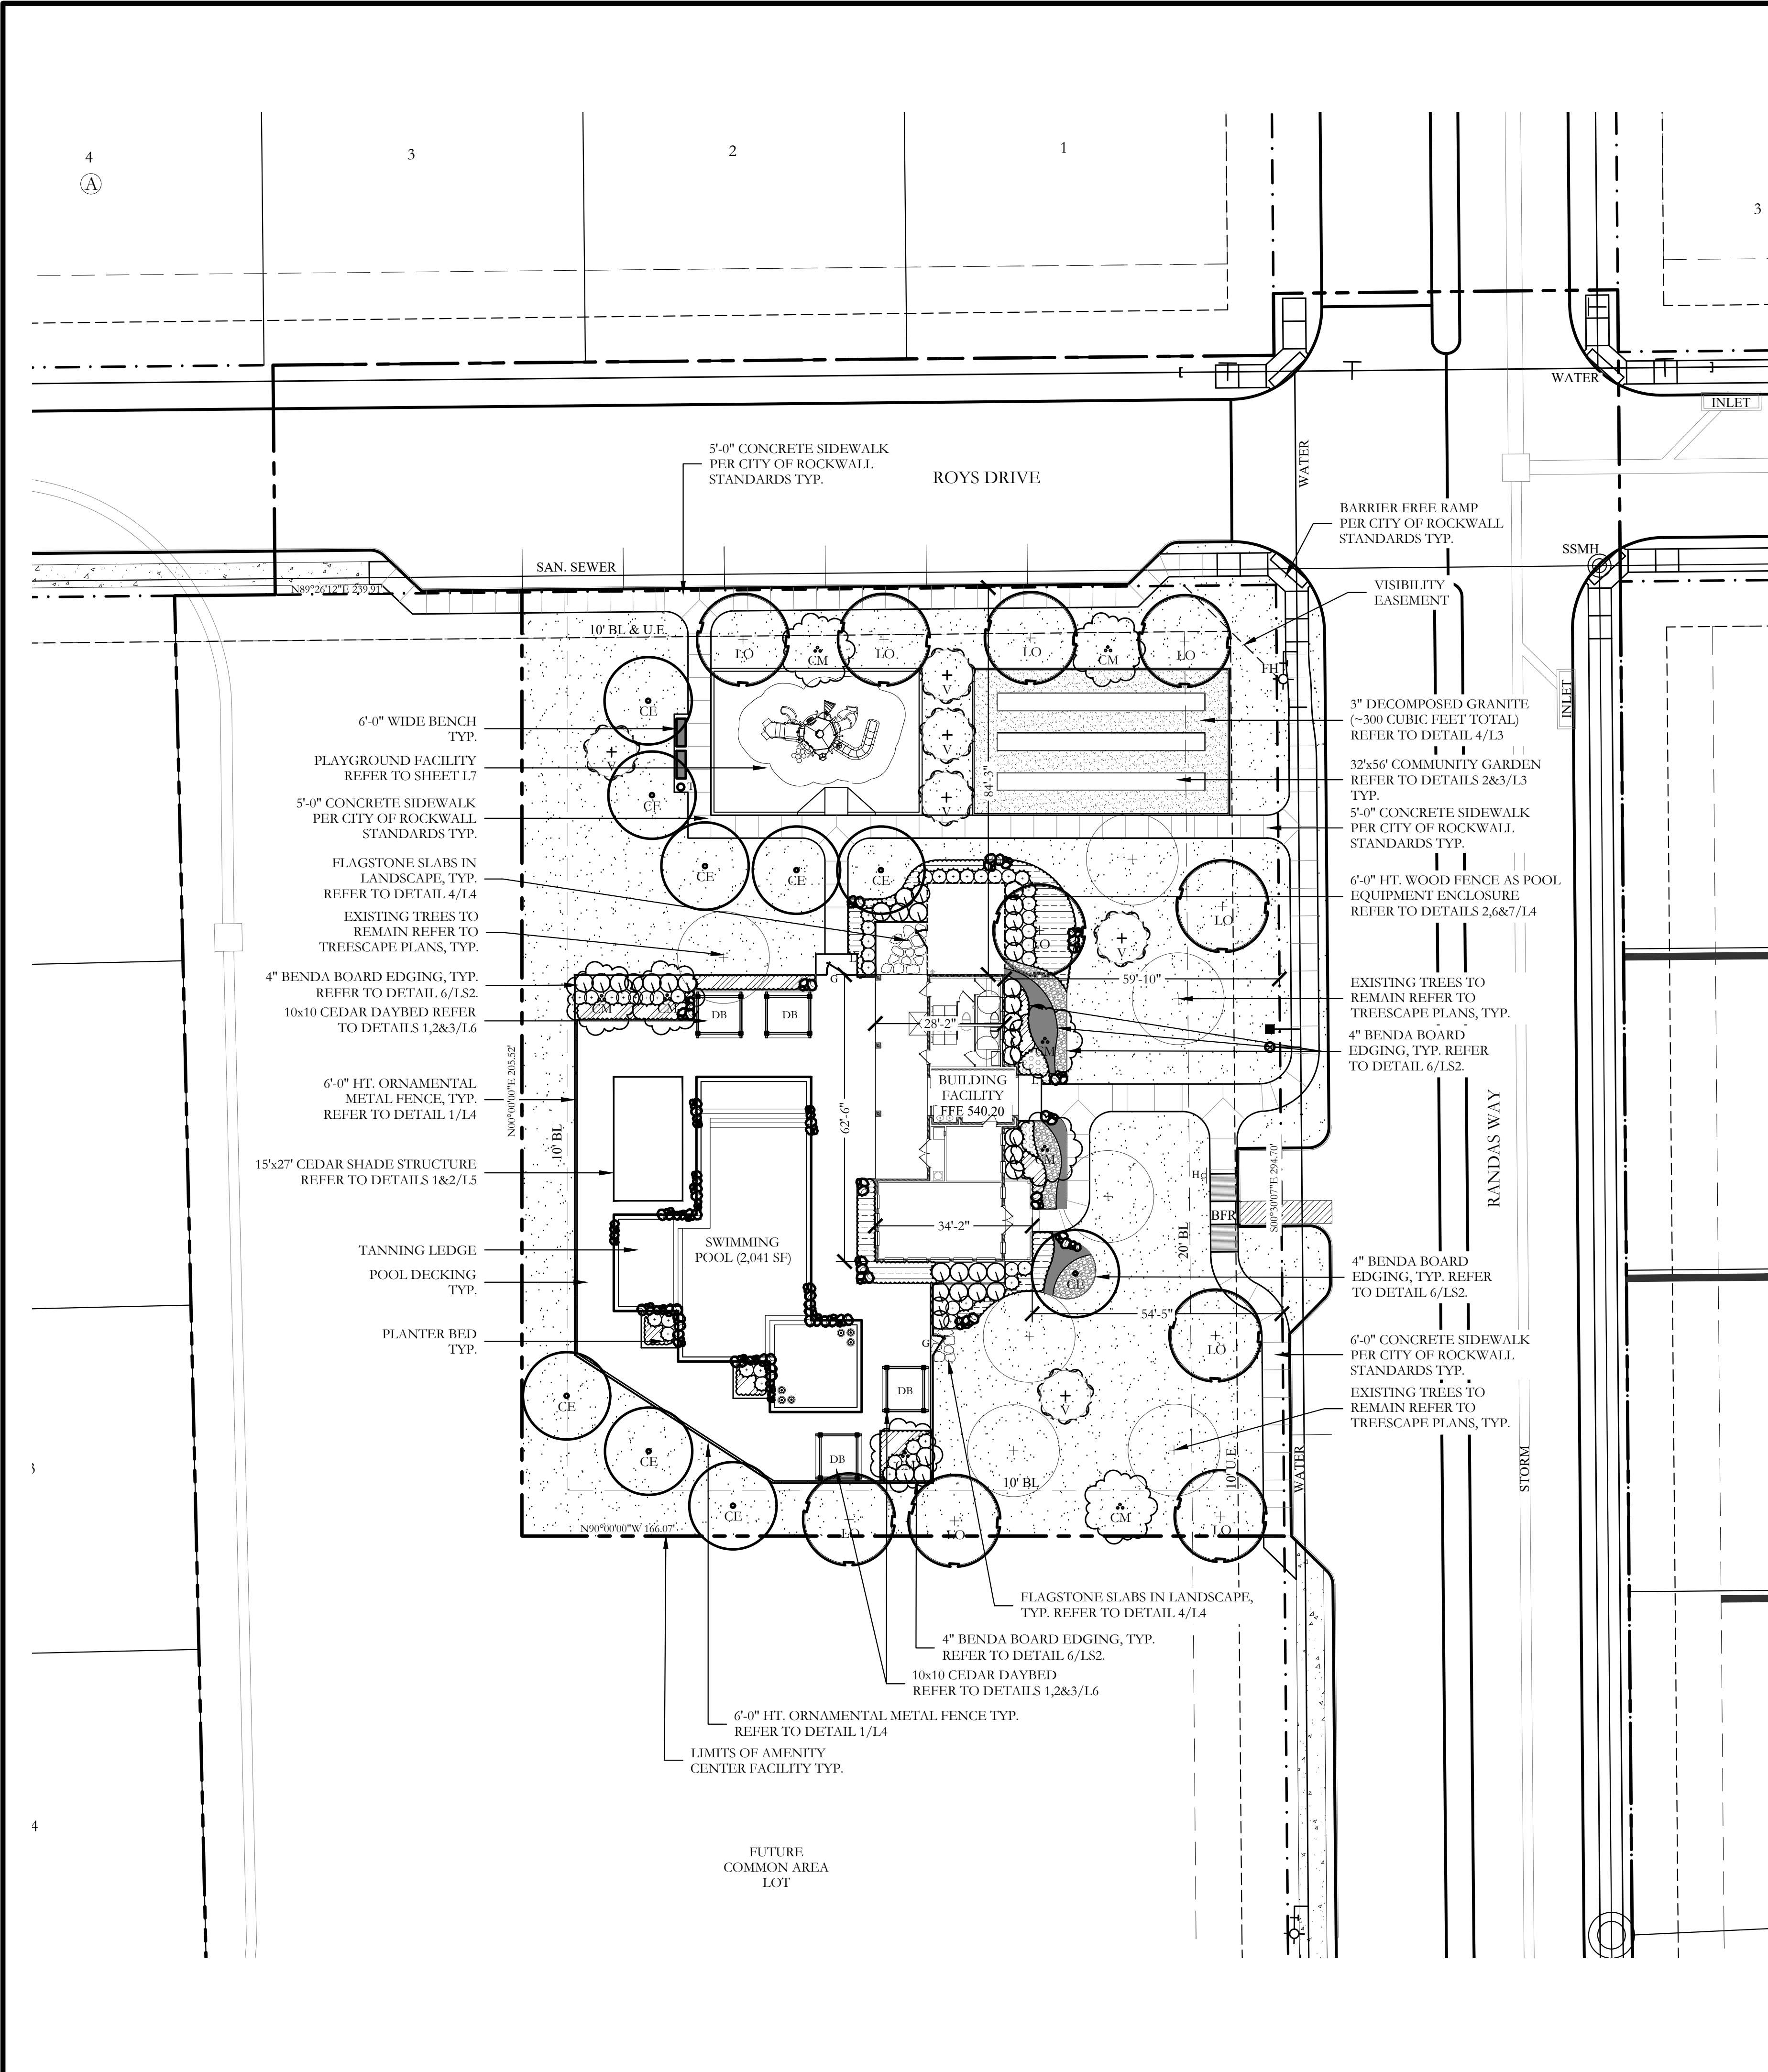 4
A
3
2
1
3
WATER
INLET
5'-0" CONCRETE SIDEWALK
PER CITY OF ROCKWALL
STANDARDS TYP.
ROYS DRIVE
WATER
BARRIER FREE RAMP
PER CITY OF ROCKWALL
STANDARDS TYP.
SSMH
SAN. SEWER
VISIBILITY
EASEMENT
N89°26'12"E 239.91'
10' BL & U.E.
LO
CM
LO
LO
CM
LO
FH
INLET
CE
V
V
V
V
CE
84'-3"
6'-0" WIDE BENCH
TYP.
PLAYGROUND FACILITY
REFER TO SHEET L7
5'-0" CONCRETE SIDEWALK
PER CITY OF ROCKWALL
STANDARDS TYP.
FLAGSTONE SLABS IN
LANDSCAPE, TYP.
REFER TO DETAIL 4/L4
EXISTING TREES TO
REMAIN REFER TO
TREESCAPE PLANS, TYP.
4" BENDA BOARD EDGING, TYP.
REFER TO DETAIL 6/LS2.
10x10 CEDAR DAYBED REFER
TO DETAILS 1,2&3/L6
6'-0" HT. ORNAMENTAL
METAL FENCE, TYP.
REFER TO DETAIL 1/L4
15'x27' CEDAR SHADE STRUCTURE
REFER TO DETAILS 1&2/L5
TANNING LEDGE
POOL DECKING
TYP.
PLANTER BED
TYP.
3" DECOMPOSED GRANITE
(~300 CUBIC FEET TOTAL)
REFER TO DETAIL 4/L3
32'x56' COMMUNITY GARDEN
REFER TO DETAILS 2&3/L3
TYP.
5'-0" CONCRETE SIDEWALK
PER CITY OF ROCKWALL
STANDARDS TYP.
6'-0" HT. WOOD FENCE AS POOL
EQUIPMENT ENCLOSURE
REFER TO DETAILS 2,6&7/L4
EXISTING TREES TO
REMAIN REFER TO
TREESCAPE PLANS, TYP.
4" BENDA BOARD
EDGING, TYP. REFER
TO DETAIL 6/LS2.
RANDAS WAY
4" BENDA BOARD
EDGING, TYP. REFER
TO DETAIL 6/LS2.
6'-0" CONCRETE SIDEWALK
PER CITY OF ROCKWALL
STANDARDS TYP.
EXISTING TREES TO
REMAIN REFER TO
TREESCAPE PLANS, TYP.
CE
CE
CE
LO
LO
V
G
59'-10"
CM
CM
DB
DB
28'-2"
CM
N00°00'00"E 205.52'
10' BL
62'-6"
BUILDING
FACILITY
FFE 540.20
CM
S00°30'07"E 294.70'
BFR
20' BL
34'-2"
SWIMMING
POOL (2,041 SF)
54'-5"
G
LO
DB
V
CE
CE
DB
10' BL
10' U.E.
WATER
STORM
CE
LO
LO
CM
LO
N90°00'00"W 166.07'
FLAGSTONE SLABS IN LANDSCAPE,
TYP. REFER TO DETAIL 4/L4
4" BENDA BOARD EDGING, TYP.
REFER TO DETAIL 6/LS2.
10x10 CEDAR DAYBED
REFER TO DETAILS 1,2&3/L6
6'-0" HT. ORNAMENTAL METAL FENCE TYP.
REFER TO DETAIL 1/L4
LIMITS OF AMENITY
CENTER FACILITY TYP.
4
FUTURE
COMMON AREA
LOT